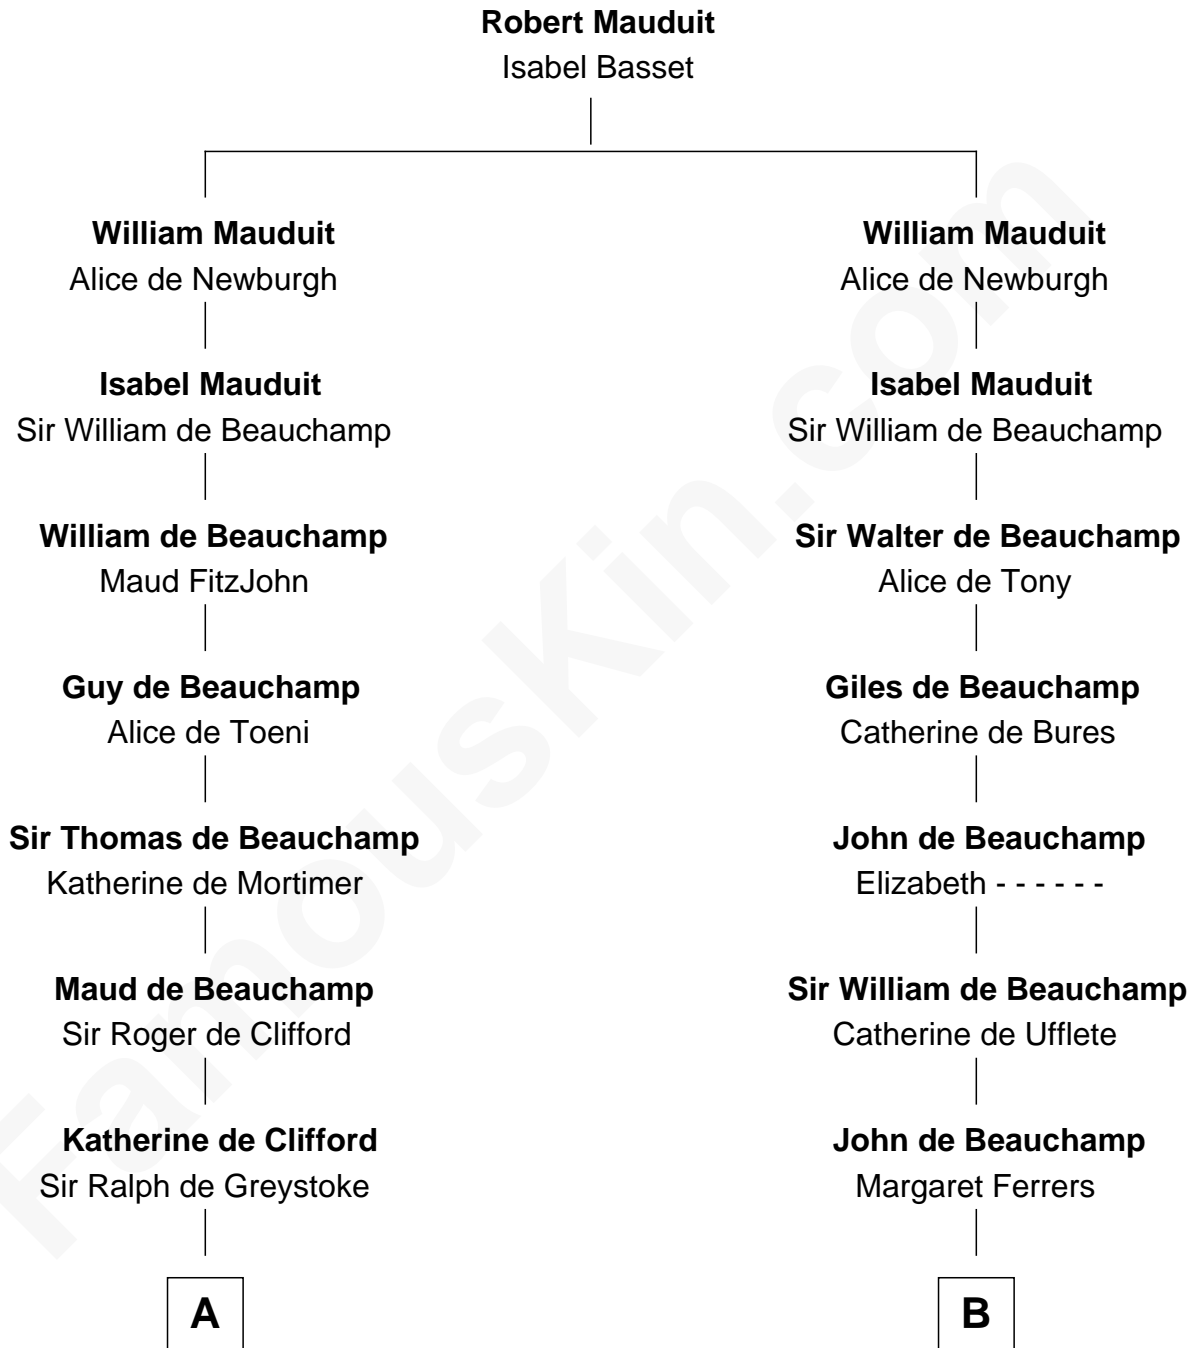 Robert Mauduit
Isabel Basset
William Mauduit
Alice de Newburgh
Isabel Mauduit
Sir William de Beauchamp
William de Beauchamp
Maud FitzJohn
Guy de Beauchamp
Alice de Toeni
Sir Thomas de Beauchamp
Katherine de Mortimer
Maud de Beauchamp
Sir Roger de Clifford
Katherine de Clifford
Sir Ralph de Greystoke
A
William Mauduit
Alice de Newburgh
Isabel Mauduit
Sir William de Beauchamp
Sir Walter de Beauchamp
Alice de Tony
Giles de Beauchamp
Catherine de Bures
John de Beauchamp
Elizabeth - - - - - -
Sir William de Beauchamp
Catherine de Ufflete
John de Beauchamp
Margaret Ferrers
B
FamousKin.com